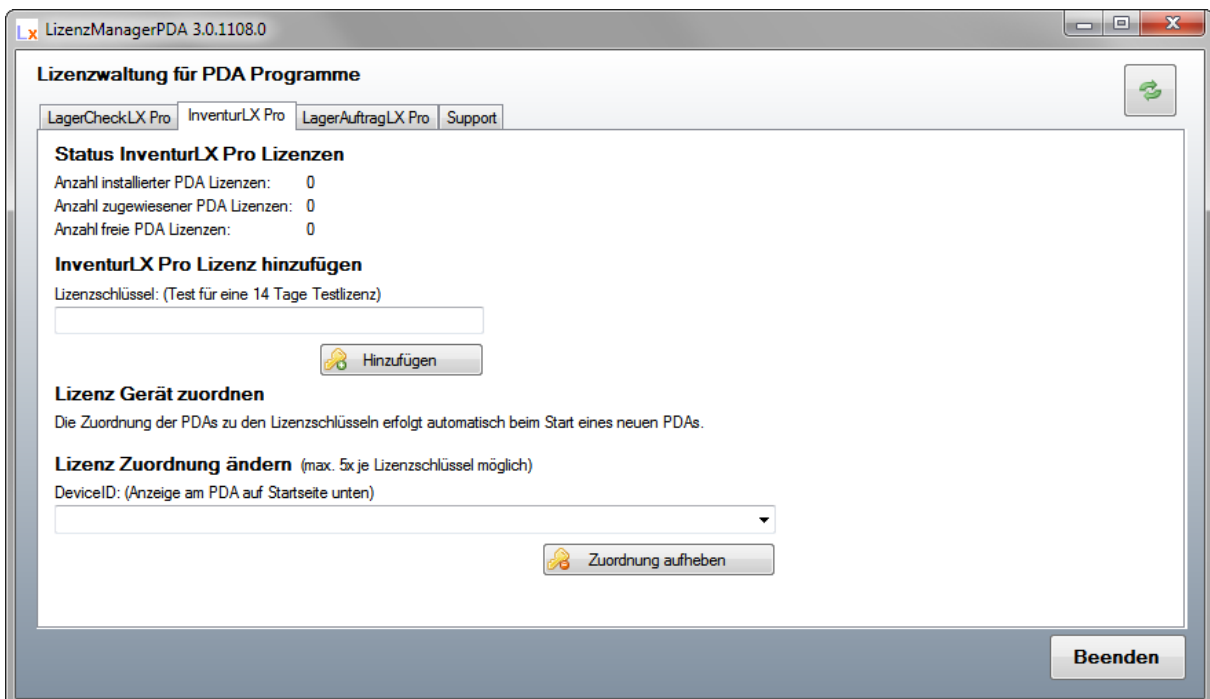 Lx LizenzManagerPDA 3.0.1108.0
Lizenzwaltung für PDA Programme
LagerCheckLX Pro InventurLX Pro LagerAuftragLX Pro Support
Status InventurLX Pro Lizenzen
Anzahl installierter PDA Lizenzen: 0
Anzahl zugewiesener PDA Lizenzen: 0
Anzahl freie PDA Lizenzen: 0
InventurLX Pro Lizenz hinzufügen
Lizenzschlüssel: (Test für eine 14 Tage Testlizenz)
Hinzufügen
Lizenz Gerät zuordnen
Die Zuordnung der PDAs zu den Lizenzschlüsseln erfolgt automatisch beim Start eines neuen PDAs.
Lizenz Zuordnung ändern (max. 5x je Lizenzschlüssel möglich)
DeviceID: (Anzeige am PDA auf Startseite unten)
Zuordnung aufheben
Beenden